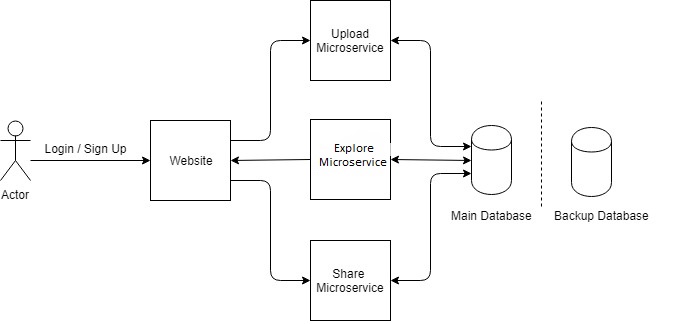 Upload
Microservice
Login / Sign Up
Website
Explore
Microservice
Actor
Main Database
Backup Database
Share
Microservice